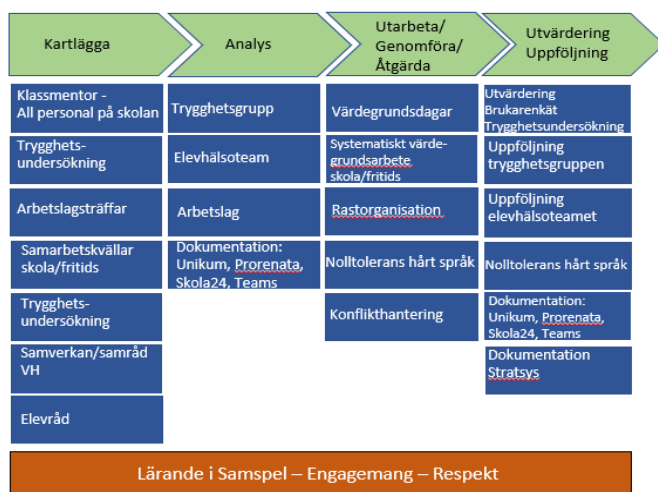 Kartlägga
Analys
Utarbeta/
Genomföra/
Åtgärda
Utvärdering
Uppföljning
Klassmentor -
All personal på skolan
Trygghets-
undersökning
Arbetslagsträffar
Samarbetskvällar
skola/fritids
Trygghets-
undersökning
Samverkan/samråd
VH
Elevråd
Trygghetsgrupp
Elevhälsoteam
Arbetslag
Dokumentation:
Unikum, Prorenata,
Skola24, Teams
Värdegrundsdagar
Systematiskt värde-
grundsarbete
skola/fritids
Rastorganisation
Nolltolerans hårt språk
Konflikthantering
Utvärdering
Brukarenkät
Trygghetsundersökning
Uppföljning
trygghetsgruppen
Uppföljning
elevhälsoteamet
Nolltolerans hårt språk
Dokumentation:
Unikum, Prorenata,
Skola24, Teams
Dokumentation
Stratsys
Lärande i Samspel – Engagemang – Respekt